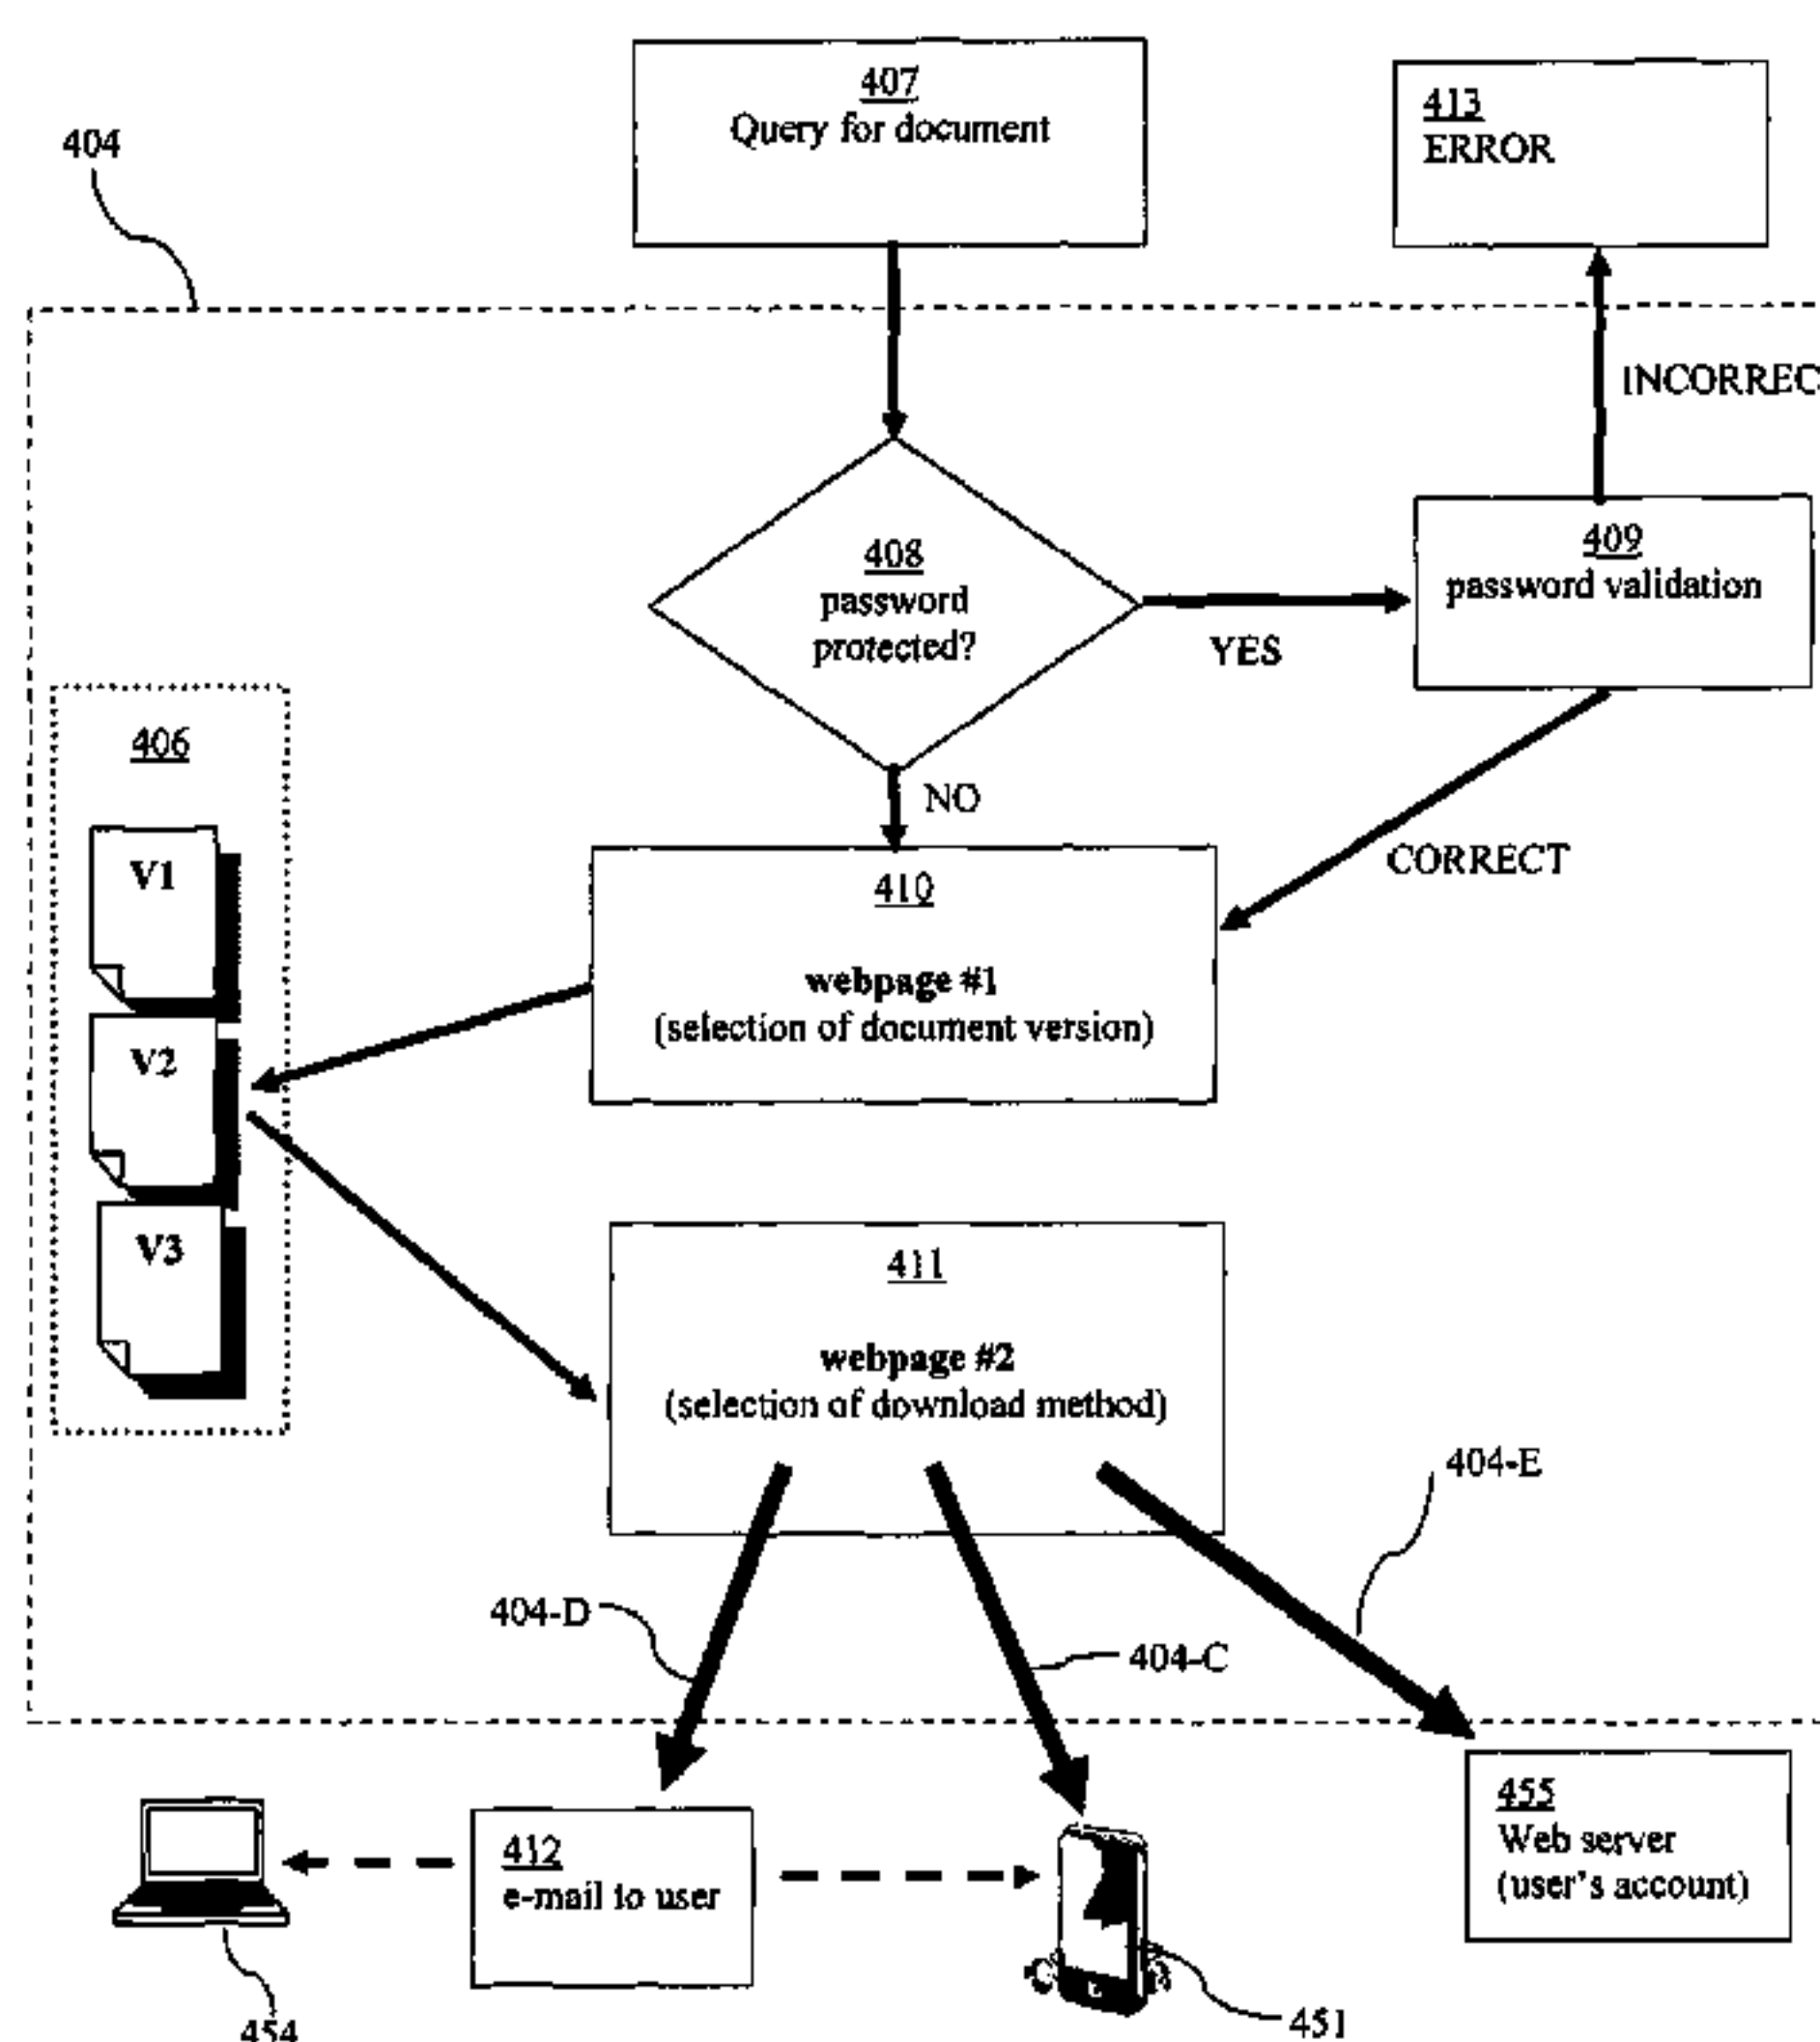 407
Query for document
413
ERROR
404
INCORREC
408
password
protected?
409
password validation
YES
406
NO
V1
CORRECT
410
webpage #1
(selection of document version)
V2
V3
411
webpage #2
(selection of download method)
404-E
404-D
404-C
412
e-mail to user
455
Web server
(user's account)
454
451